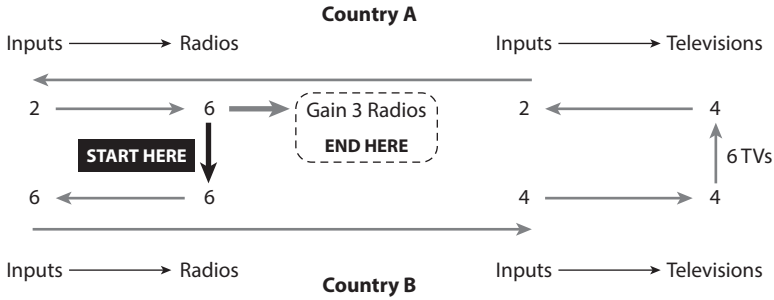 Country A
Inputs Radios Inputs Televisions
2 6 Gain 3 Radios 2 4
END HERE
START HERE 6 TVs
6 6 4 4
Inputs Radios Inputs Televisions
Country B